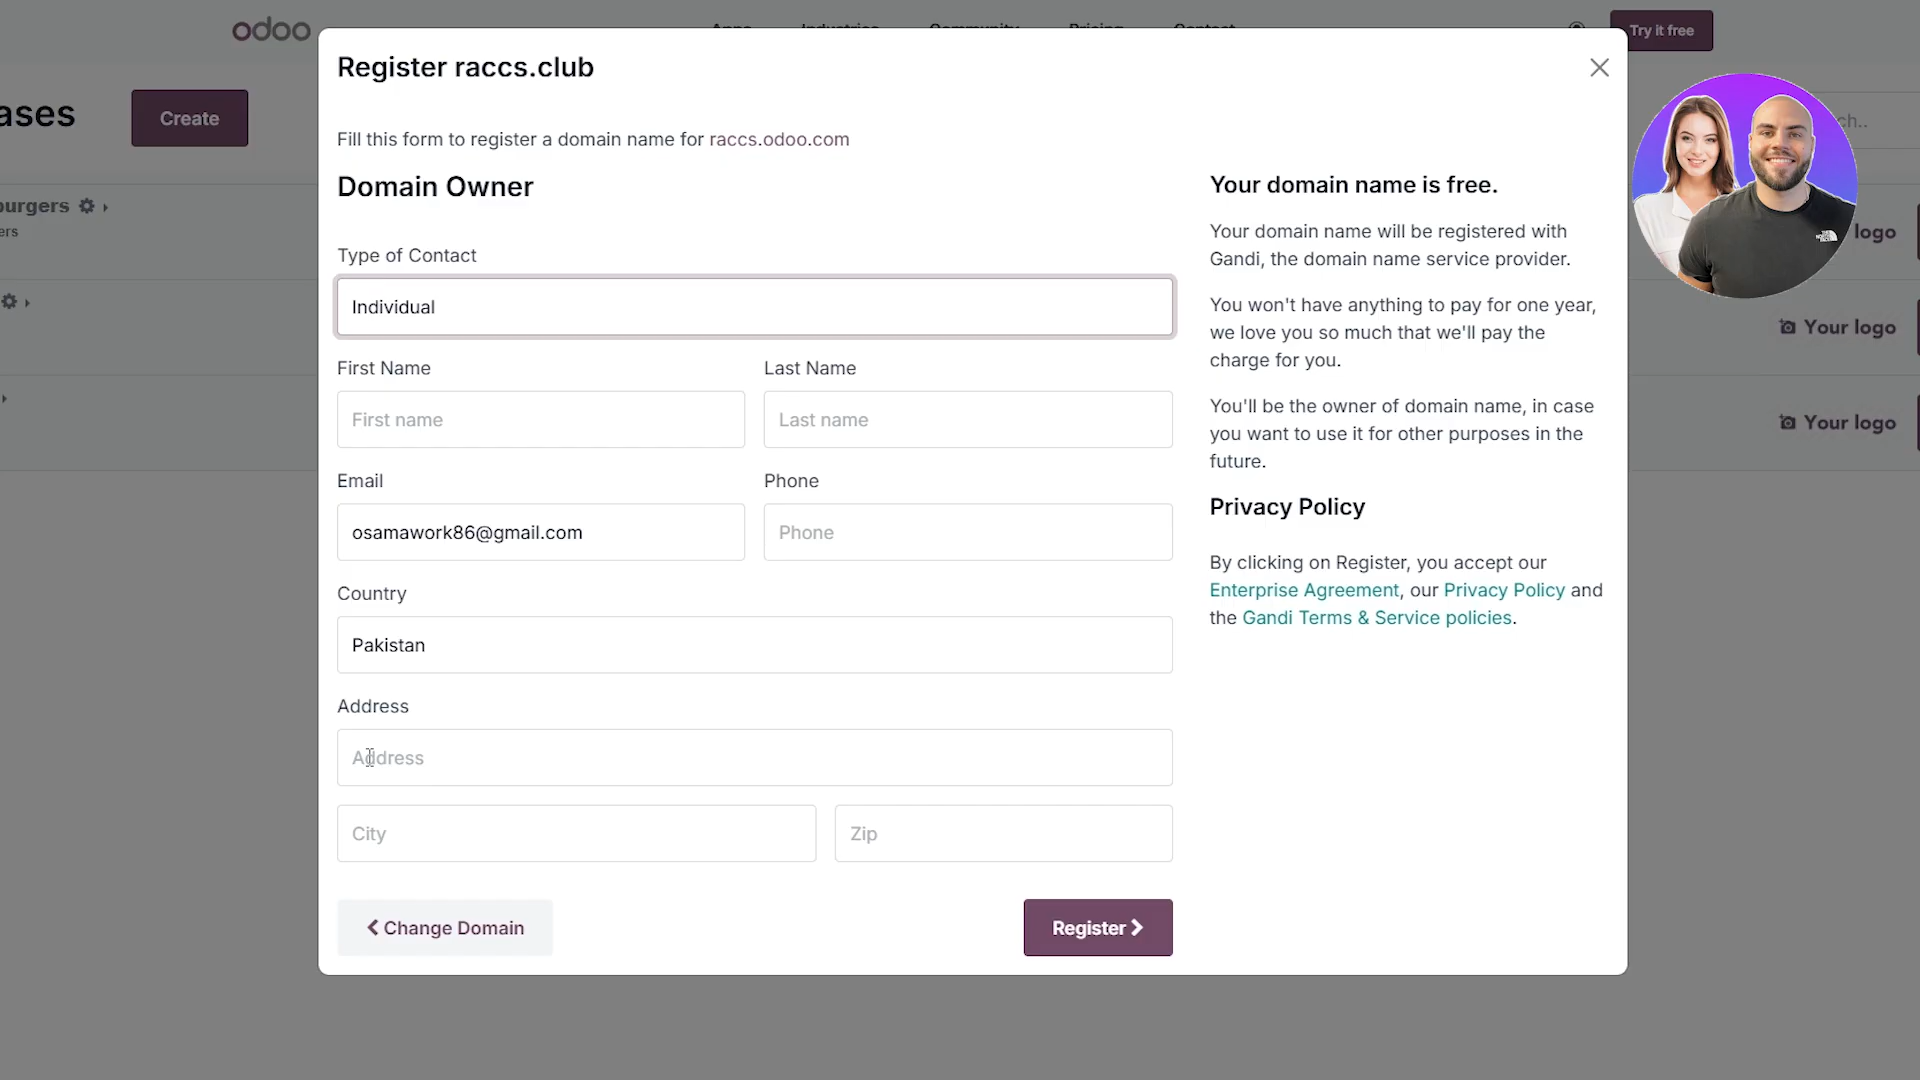 odoo
Try it free
ases
Create
burgers
ers
Register raccs.club
Fill this form to register a domain name for raccs.odoo.com
Domain Owner
Type of Contact
Individual
First Name
Last Name
First name
Last name
Email
Phone
osamawork86@gmail.com
Phone
Country
Pakistan
Address
Address
City
Zip
Change Domain
Register
Your domain name is free.
Your domain name will be registered with
Gandi, the domain name service provider.
You won't have anything to pay for one year,
we love you so much that we'll pay the
charge for you.
You'll be the owner of domain name, in case
you want to use it for other purposes in the
future.
Privacy Policy
By clicking on Register, you accept our
Enterprise Agreement, our Privacy Policy and
the Gandi Terms & Service policies.
ch..
logo
Your logo
Your logo